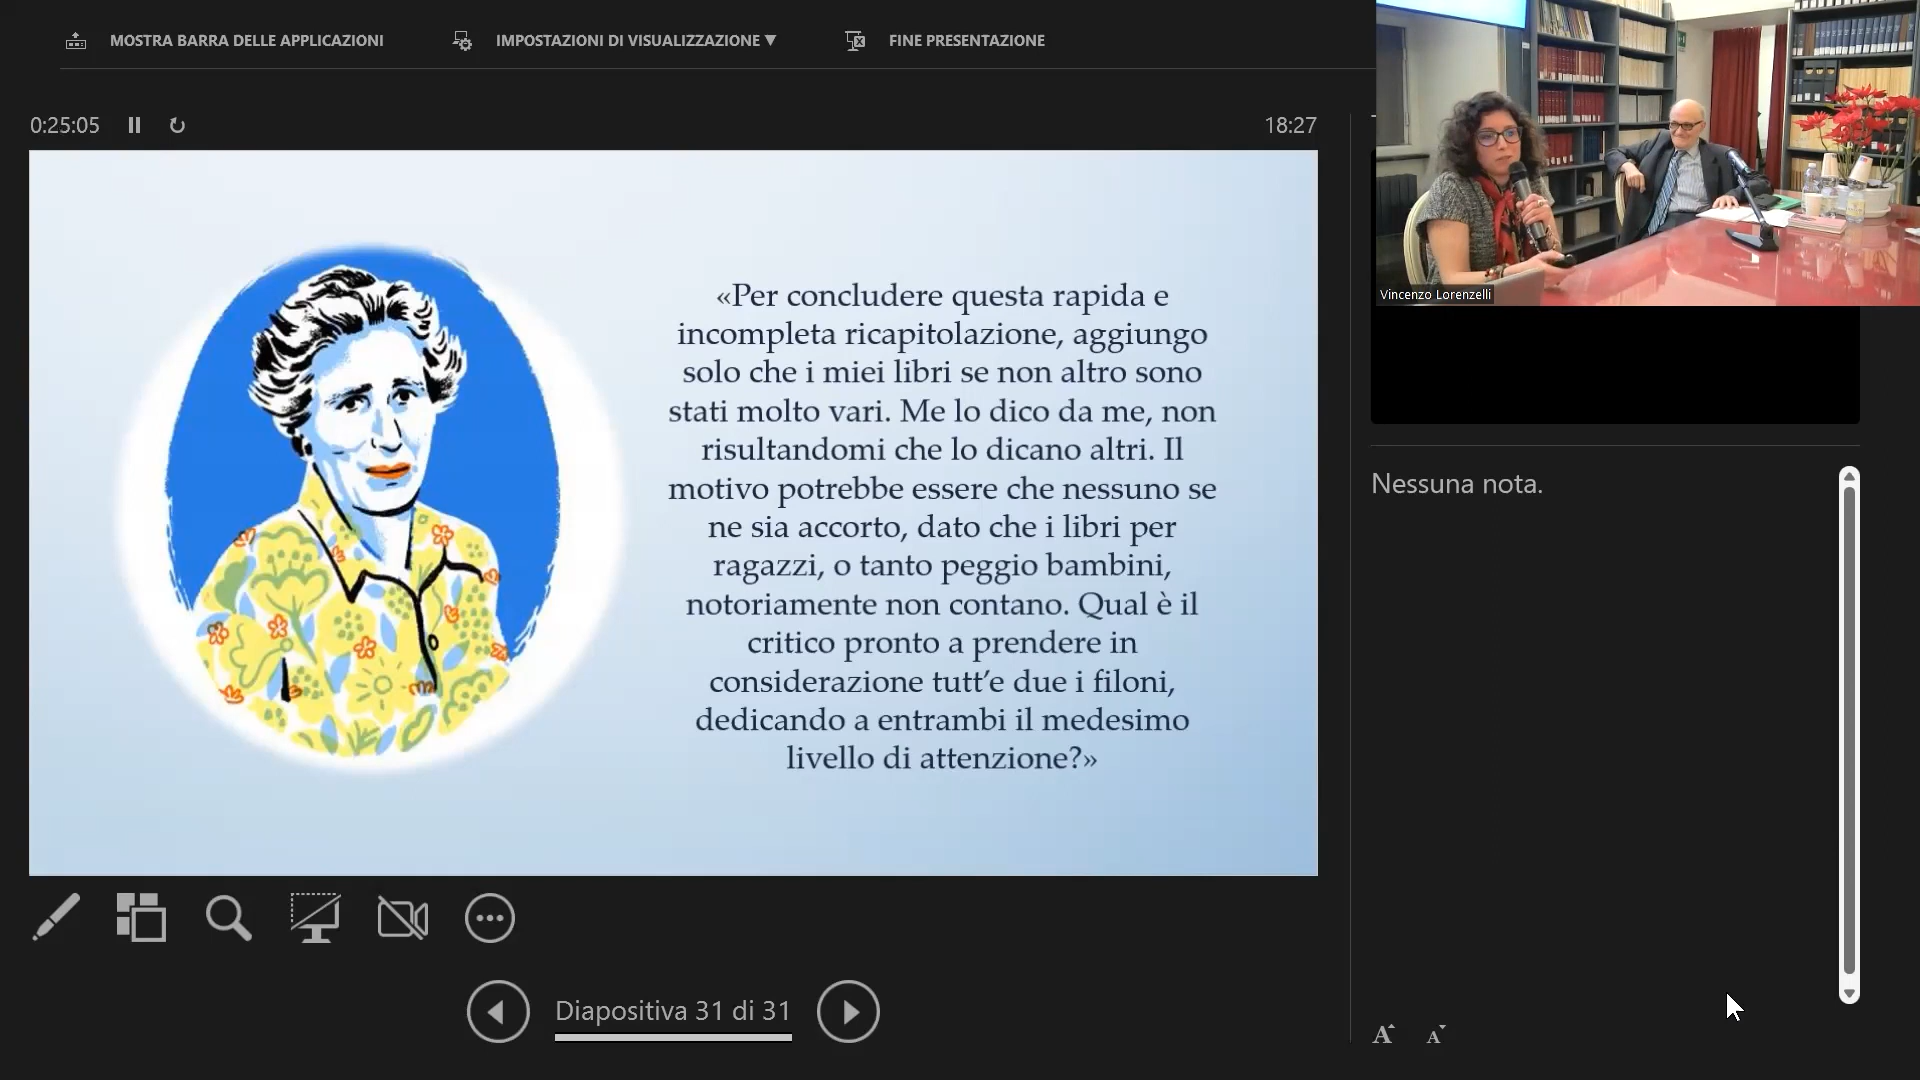 MOSTRA BARRA DELLE APPLICAZIONI
IMPOSTAZIONI DI VISUALIZZAZIONE ▼
FINE PRESENTAZIONE
0:25:05
18:27
«Per concludere questa rapida e
incompleta ricapitolazione, aggiungo
solo che i miei libri se non altro sono
stati molto vari. Me lo dico da me, non
risultandomi che lo dicano altri. Il
motivo potrebbe essere che nessuno se
ne sia accorto, dato che i libri per
ragazzi, o tanto peggio bambini,
notoriamente non contano. Qual è il
critico pronto a prendere in
considerazione tutt’e due i filoni,
dedicando a entrambi il medesimo
livello di attenzione?»
Vincenzo Lorenzelli
Nessuna nota.
Diapositiva 31 di 31
A A